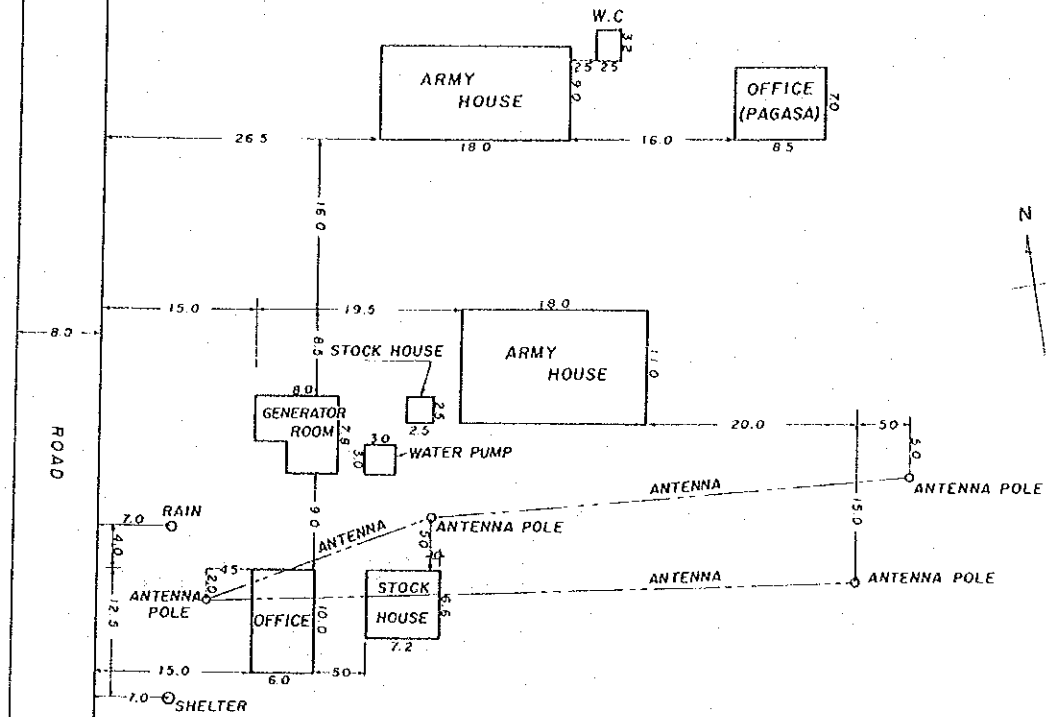 W.C
3.2
2.5 2.5
ARMY
HOUSE
9.0
OFFICE
(PAGASA)
7.0
26.5
18.0
16.0
8.5
16.0
N
15.0
19.5
18.0
8.0
8.5
STOCK HOUSE
ARMY
HOUSE
11.0
8.0
GENERATOR
ROOM
7.8
2.5
2.5
20.0
5.0
5.0
3.0
3.0
WATER PUMP
ROAD
ANTENNA
ANTENNA POLE
7.0
RAIN
4.0
9.0
ANTENNA
ANTENNA POLE
15.0
5.0
4.5
2.0
ANTENNA
POLE
OFFICE
10.0
STOCK
HOUSE
ANTENNA
ANTENNA POLE
12.5
7.2
15.0
6.0
5.0
7.0
SHELTER